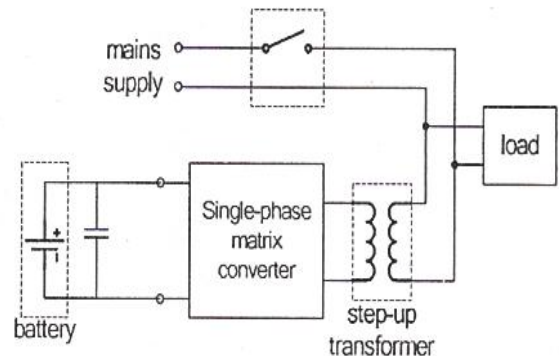 mains
supply
load
Single-phase
matrix
converter
+
battery
step-up
transformer